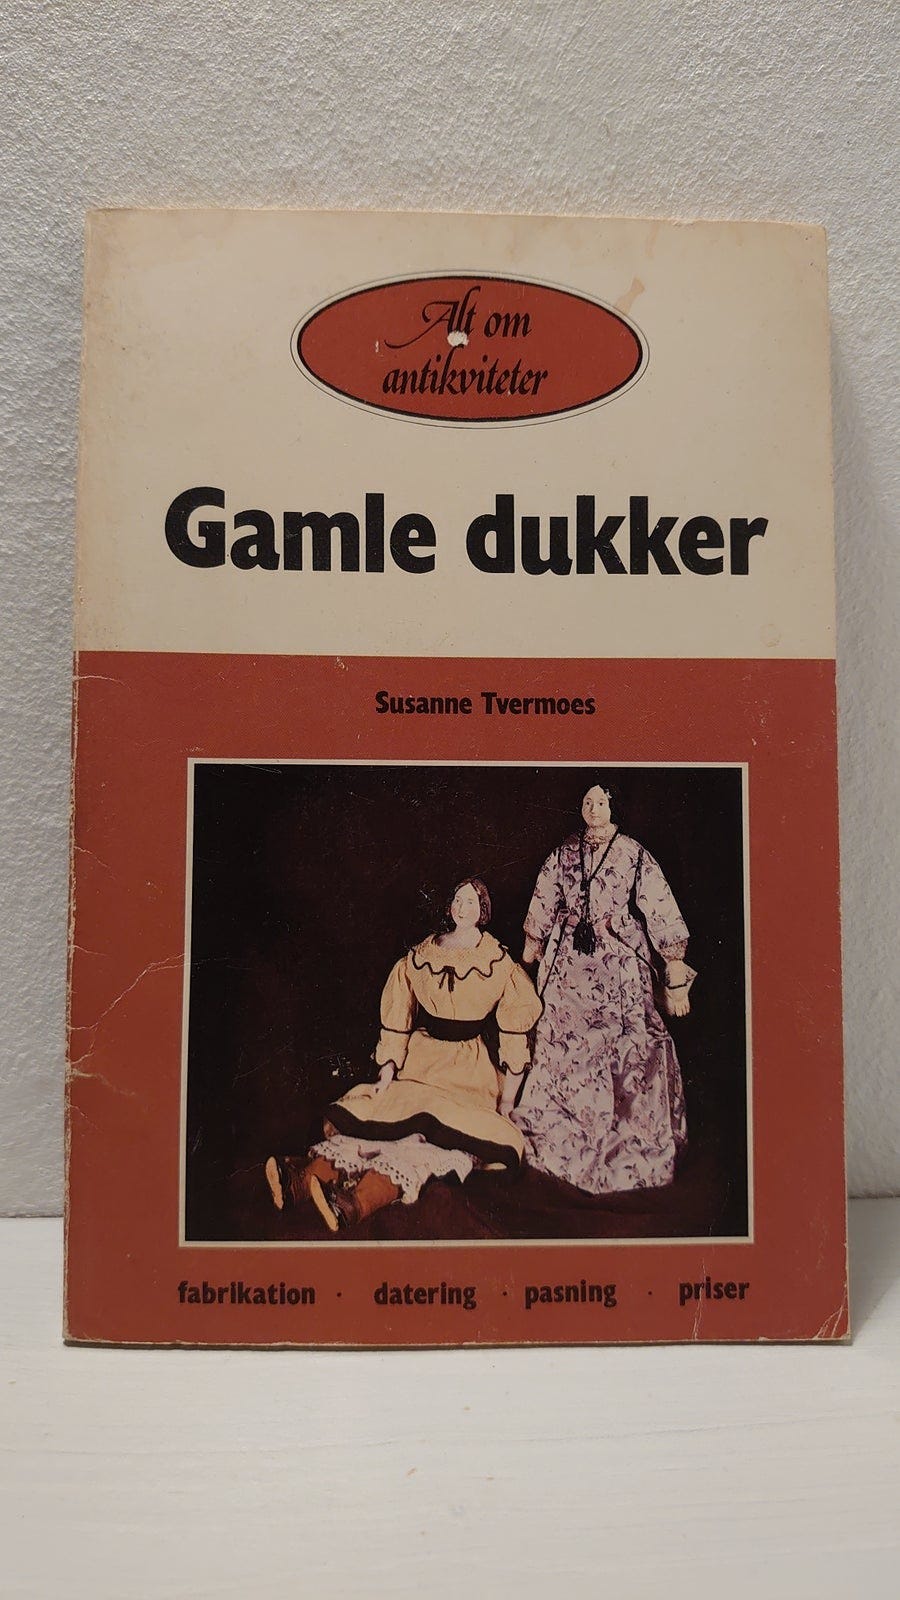 Alt om
antikviteter
Gamle dukker
Susanne Tvermoes
fabrikation · datering · pasning · priser